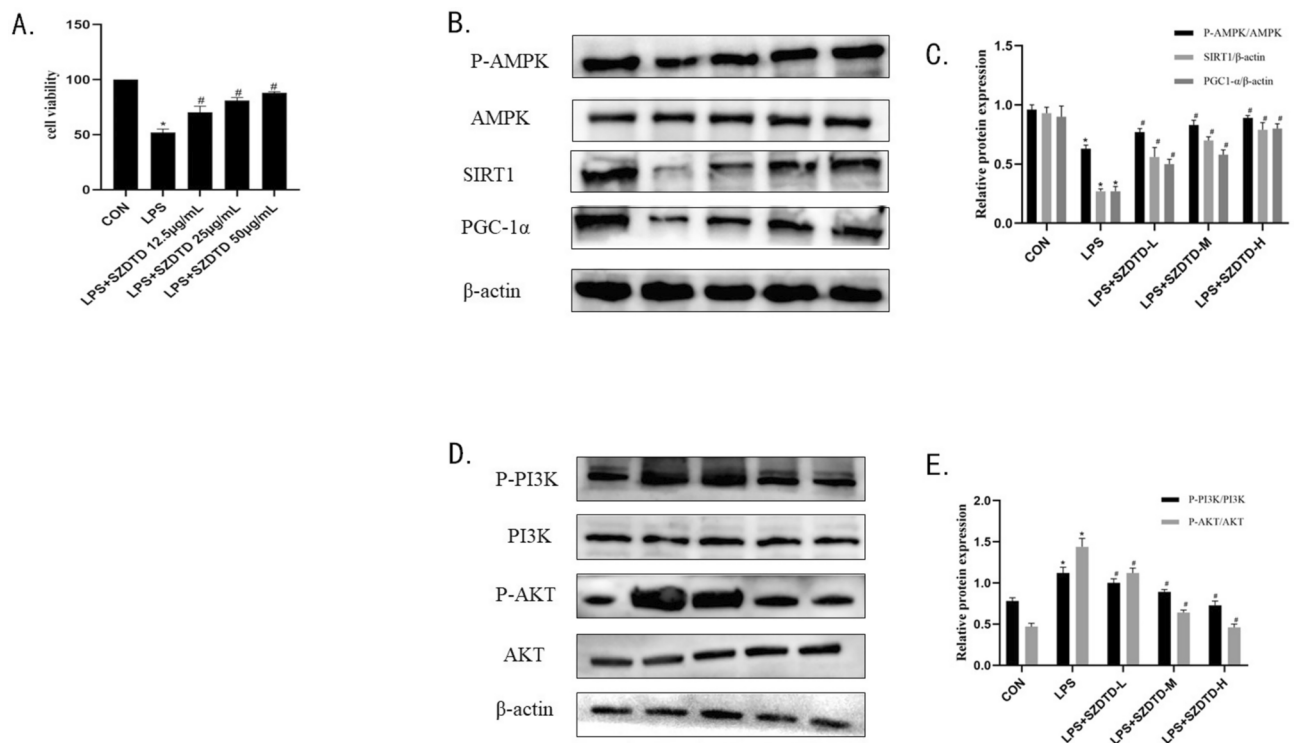 A.
150
100
50
0
cell viability
*
#
#
#
CON
LPS
LPS+SZDTD 12.5μg/mL
LPS+SZDTD 25μg/mL
LPS+SZDTD 50μg/mL
B.
P-AMPK
AMPK
SIRT1
PGC-1α
β-actin
C.
P-AMPK/AMPK
SIRT1/β-actin
PGC1-α/β-actin
1.5
1.0
0.5
0.0
Relative protein expression
*
*
*
#
#
#
#
#
#
#
#
#
CON
LPS
LPS+SZDTD-L
LPS+SZDTD-M
LPS+SZDTD-H
D.
P-PI3K
PI3K
P-AKT
AKT
β-actin
E.
P-PI3K/PI3K
P-AKT/AKT
2.0
1.5
1.0
0.5
0.0
Relative protein expression
*
*
#
#
#
#
#
#
CON
LPS
LPS+SZDTD-L
LPS+SZDTD-M
LPS+SZDTD-H